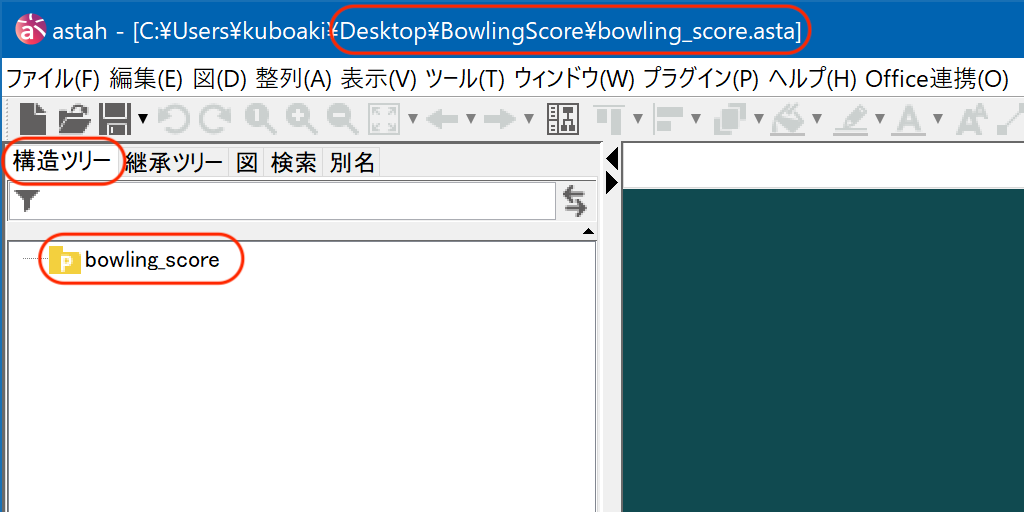 astah - [C:¥Users¥kuboaki¥Desktop¥BowlingScore¥bowling_score.asta]
ファイル(F) 編集(E) 図(D) 整列(A) 表示(V) ツール(T) ウィンドウ(W) プラグイン(P) ヘルプ(H) Office連携(O)
構造ツリー 継承ツリー 図 検索 別名
bowling_score